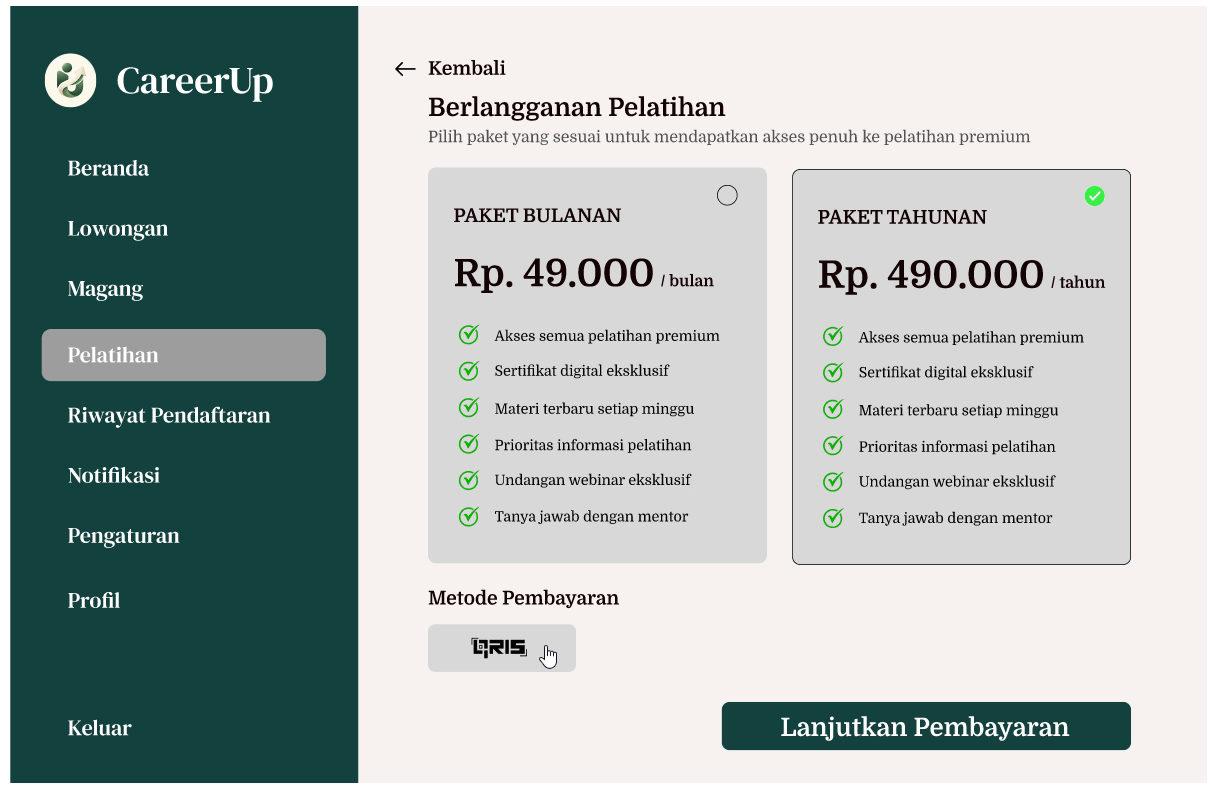 CareerUp
Beranda
Lowongan
Magang
Pelatihan
Riwayat Pendaftaran
Notifikasi
Pengaturan
Profil
Keluar
Kembali
Berlangganan Pelatihan
Pilih paket yang sesuai untuk mendapatkan akses penuh ke pelatihan premium
PAKET BULANAN
Rp. 49.000 / bulan
Akses semua pelatihan premium
Sertifikat digital eksklusif
Materi terbaru setiap minggu
Prioritas informasi pelatihan
Undangan webinar eksklusif
Tanya jawab dengan mentor
PAKET TAHUNAN
Rp. 490.000 / tahun
Akses semua pelatihan premium
Sertifikat digital eksklusif
Materi terbaru setiap minggu
Prioritas informasi pelatihan
Undangan webinar eksklusif
Tanya jawab dengan mentor
Metode Pembayaran
QRIS
Lanjutkan Pembayaran